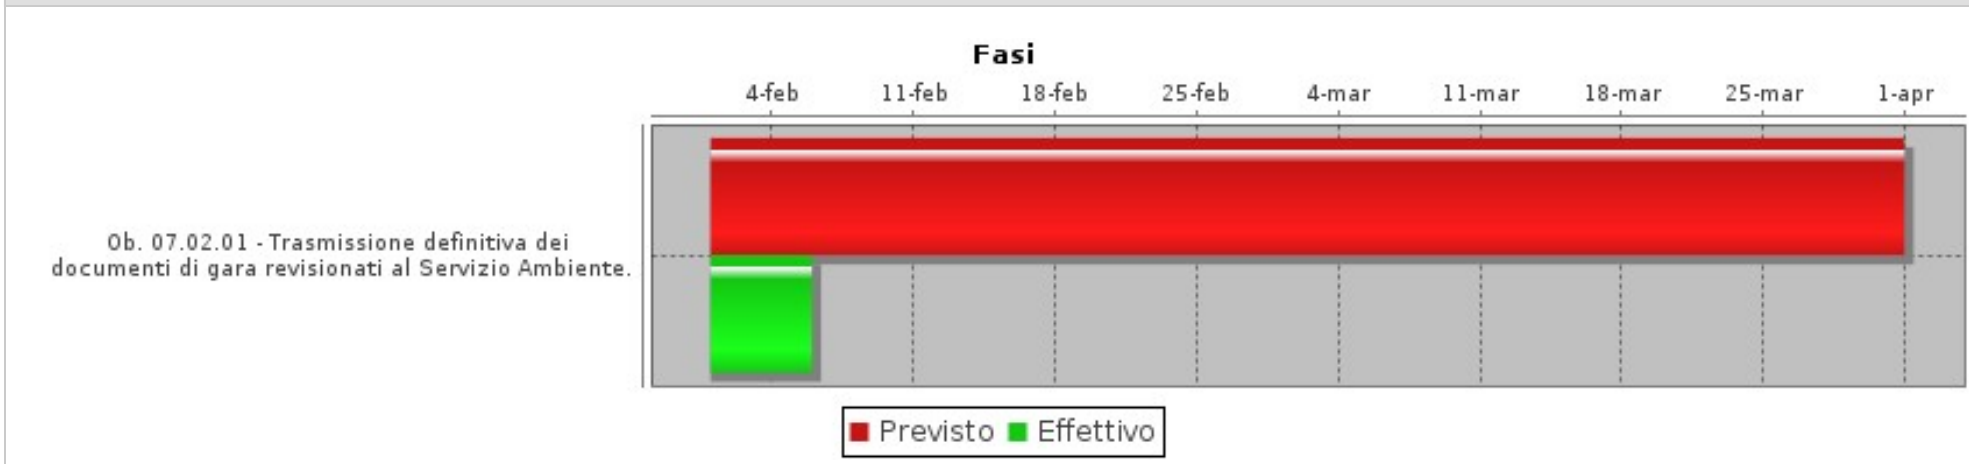 Fasi
4-feb 11-feb 18-feb 25-feb 4-mar 11-mar 18-mar 25-mar 1-apr
Ob. 07.02.01 - Trasmissione definitiva dei
documenti di gara revisionati al Servizio Ambiente.
Previsto Effettivo